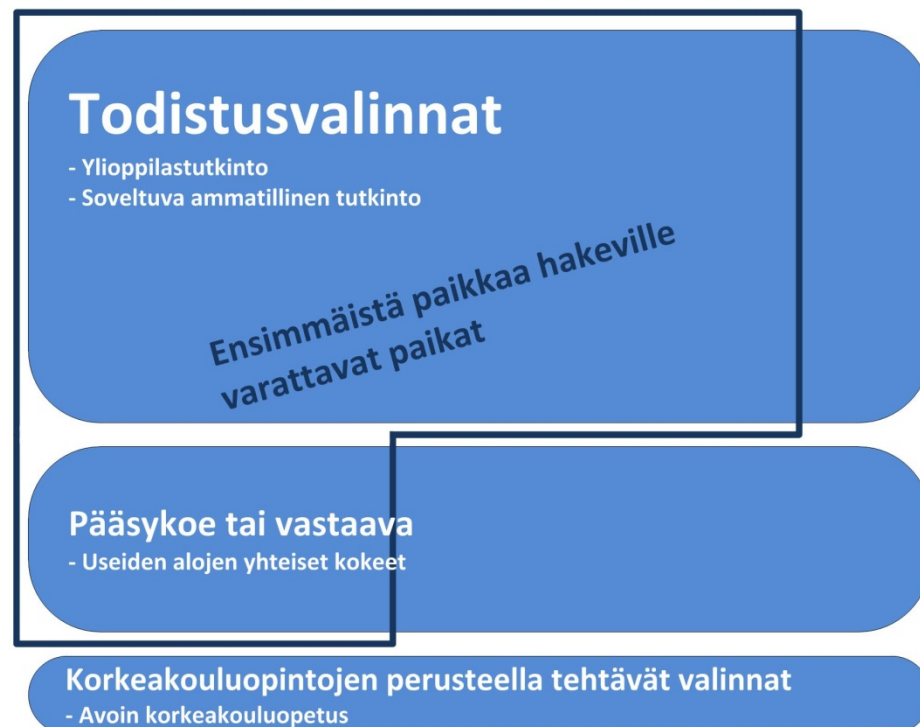 Todistusvalinnat
- Ylioppilastutkinto
- Soveltuva ammatillinen tutkinto
Ensimmäistä paikkaa hakeville
varattavat paikat
Pääsykoe tai vastaava
- Useiden alojen yhteiset kokeet
Korkeakouluopintojen perusteella tehtävät valinnat
- Avoin korkeakouluopetus